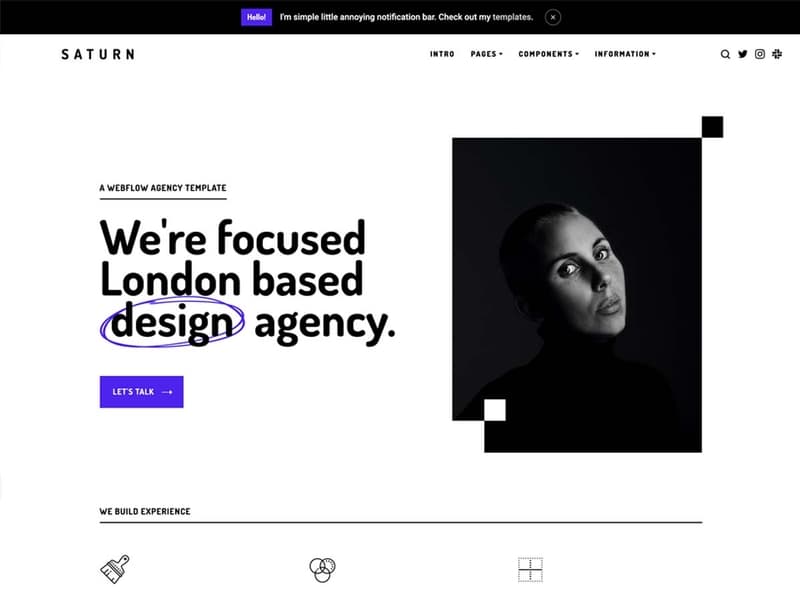 Hello! I'm simple little annoying notification bar. Check out my templates.
SATURN INTRO PAGES COMPONENTS INFORMATION
A WEBFLOW AGENCY TEMPLATE
We're focused
London based
design agency.
LET'S TALK
WE BUILD EXPERIENCE